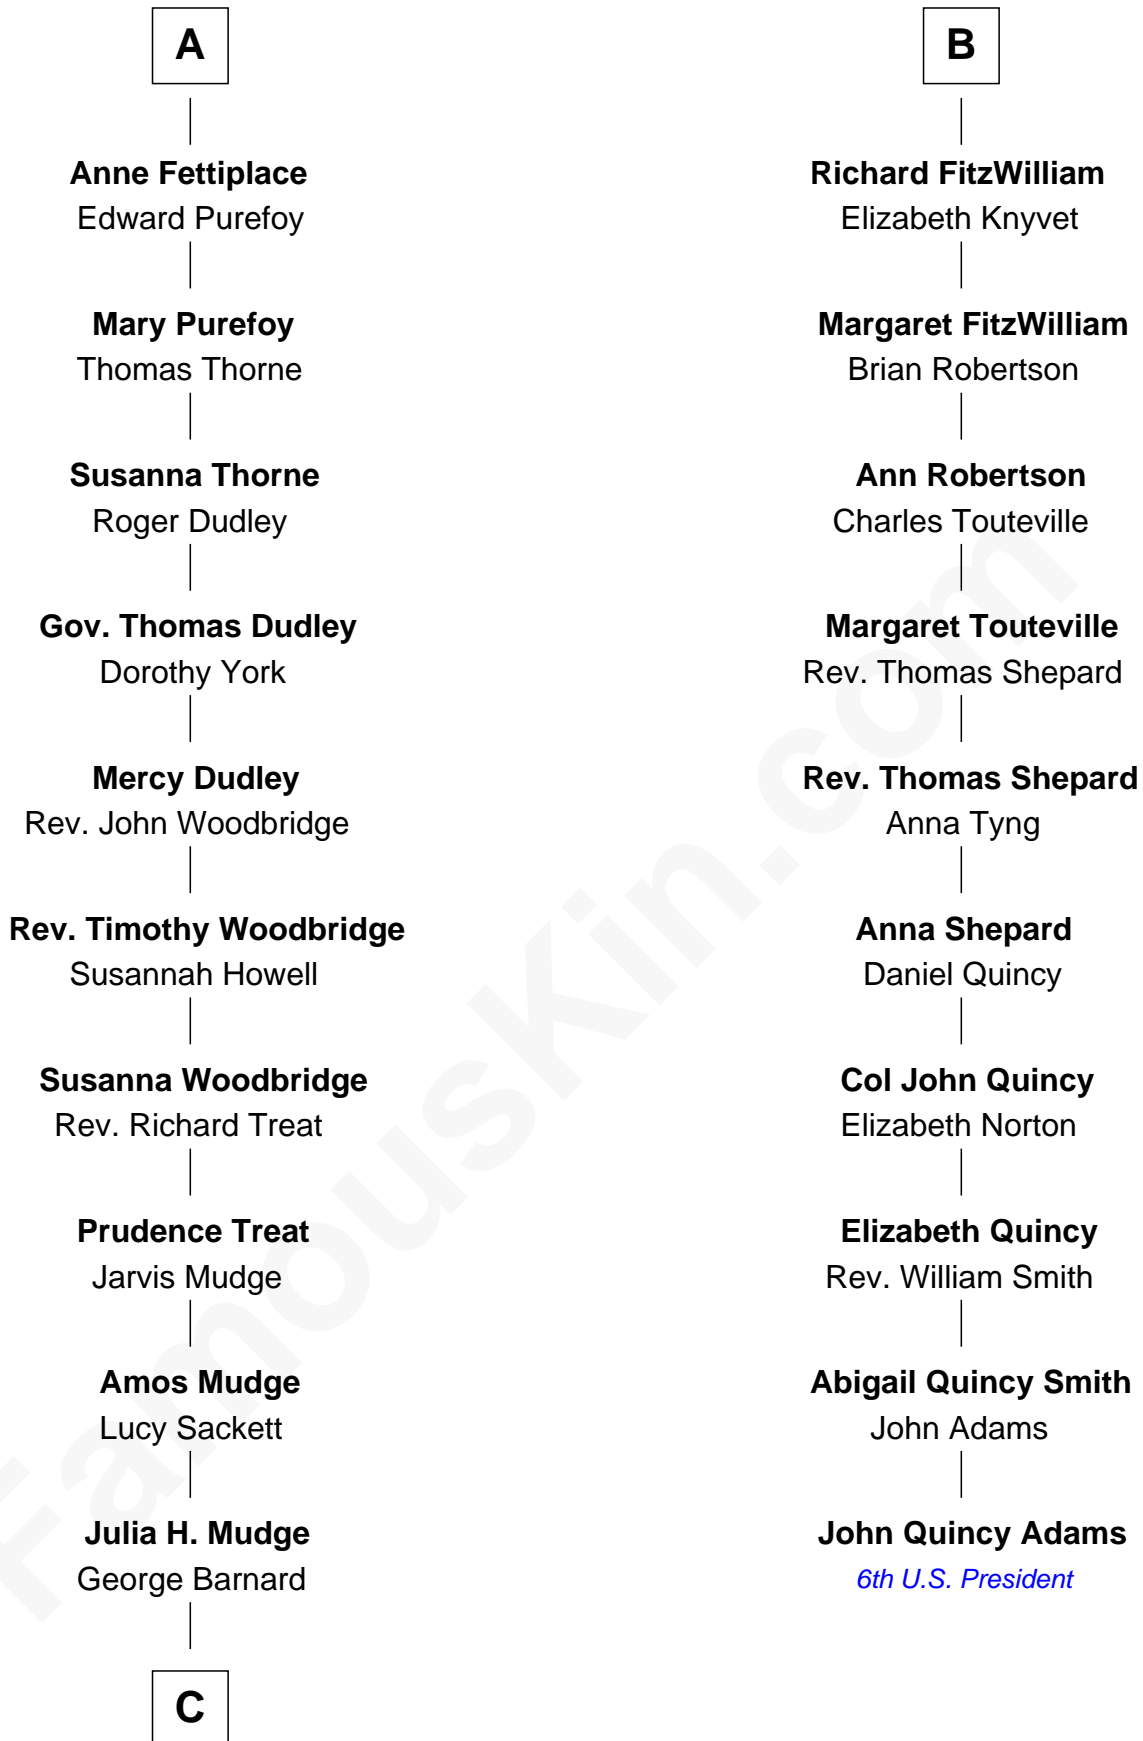 A
Anne Fettiplace
Edward Purefoy
Mary Purefoy
Thomas Thorne
Susanna Thorne
Roger Dudley
Gov. Thomas Dudley
Dorothy York
Mercy Dudley
Rev. John Woodbridge
Rev. Timothy Woodbridge
Susannah Howell
Susanna Woodbridge
Rev. Richard Treat
Prudence Treat
Jarvis Mudge
Amos Mudge
Lucy Sackett
Julia H. Mudge
George Barnard
C
B
Richard FitzWilliam
Elizabeth Knyvet
Margaret FitzWilliam
Brian Robertson
Ann Robertson
Charles Touteville
Margaret Touteville
Rev. Thomas Shepard
Rev. Thomas Shepard
Anna Tyng
Anna Shepard
Daniel Quincy
Col John Quincy
Elizabeth Norton
Elizabeth Quincy
Rev. William Smith
Abigail Quincy Smith
John Adams
John Quincy Adams
6th U.S. President
FamousKin.com